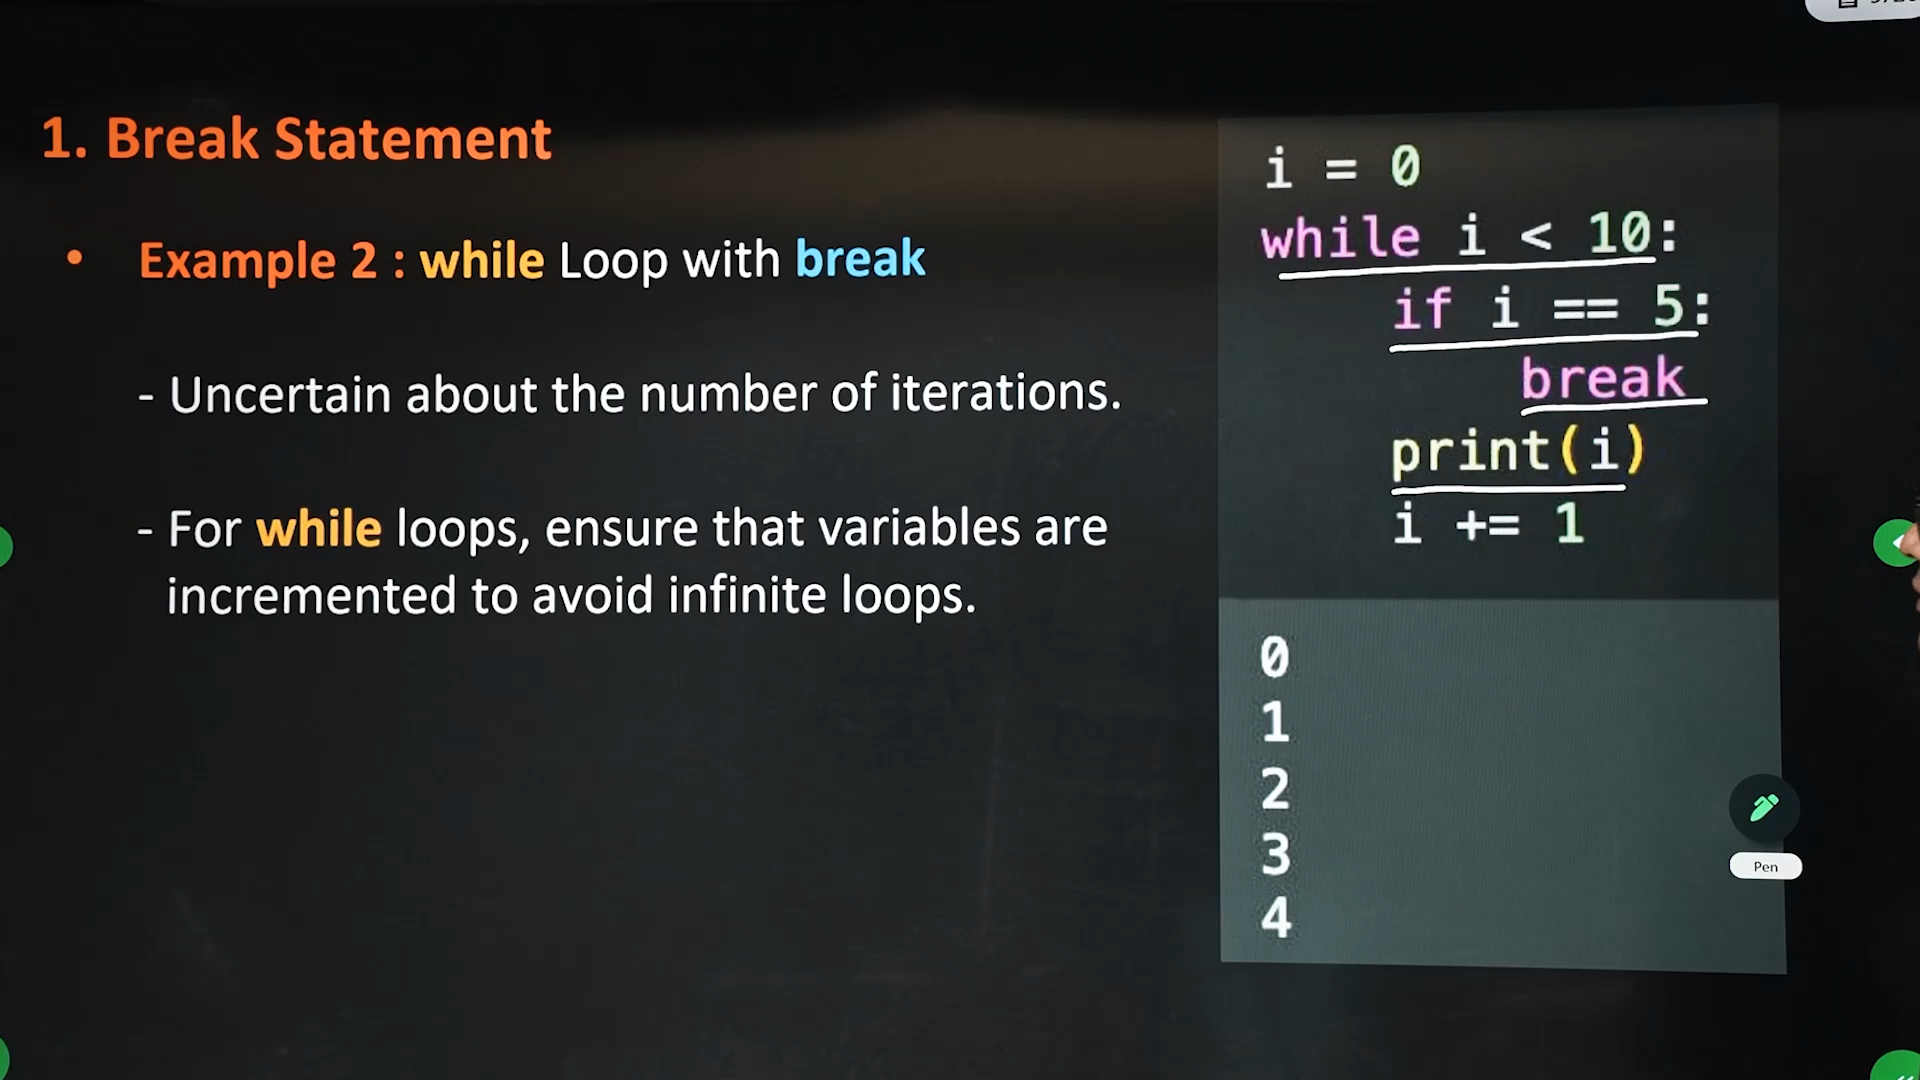 1. Break Statement
• Example 2 : while Loop with break
- Uncertain about the number of iterations.
- For while loops, ensure that variables are
incremented to avoid infinite loops.
i = 0
while i < 10:
if i == 5:
break
print(i)
i += 1
0
1
2
3
4
Pen